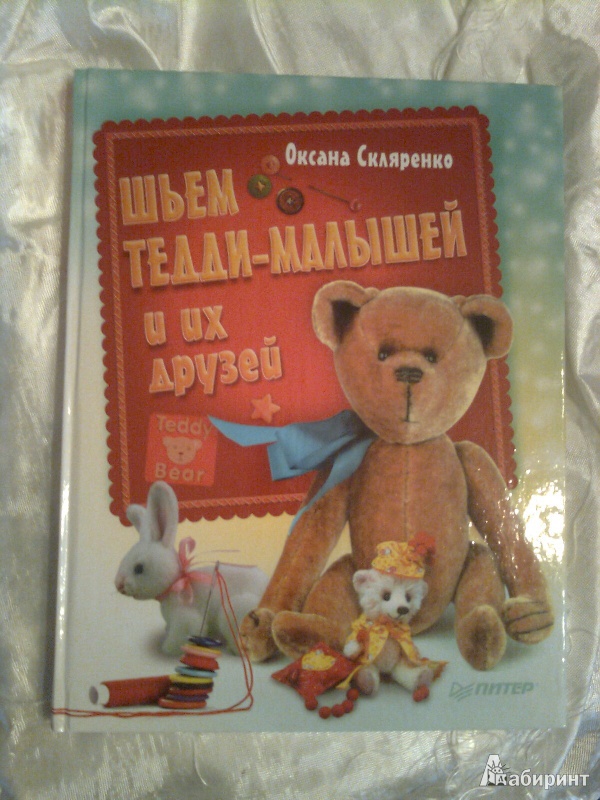 Оксана Скляренко
ШЬЕМ
ТЕДДИ-МАЛЫШЕЙ
И ИХ
ДРУЗЕЙ
Teddy
Bear
ПИТЕР
Лабиринт